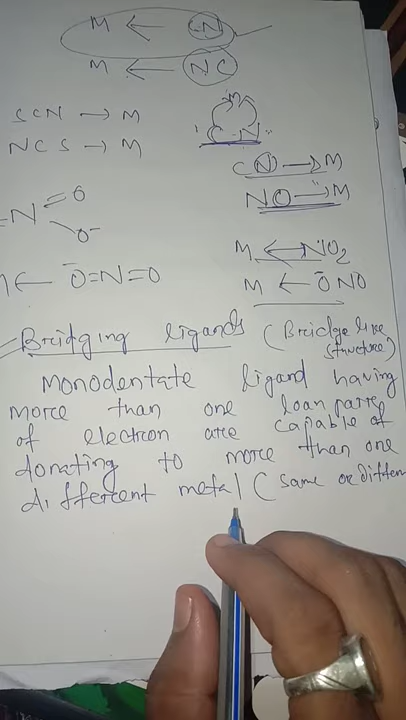 M ← CN
M ← NC
SCN → M
NCS → M
M
C-N
CN → M
NO → M
-N=O
O-
M ← NO2
M ← ONO
M ← O=N=O
Bridging ligands (Bridge like
structure)
Monodentate ligand having
more than one loan pare
of electron are capable of
donating to more than one
different metal (same or differen